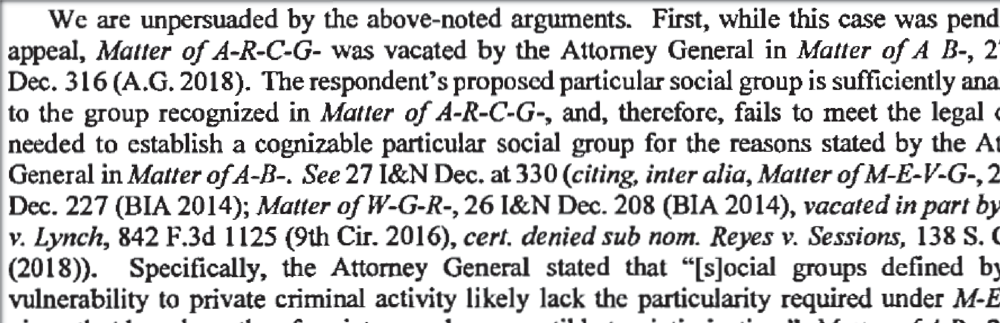 We are unpersuaded by the above-noted arguments. First, while this case was pend
appeal, Matter of A-R-C-G- was vacated by the Attorney General in Matter of A B-, 2
Dec. 316 (A.G. 2018). The respondent's proposed particular social group is sufficiently ana
to the group recognized in Matter of A-R-C-G-, and, therefore, fails to meet the legal
needed to establish a cognizable particular social group for the reasons stated by the At
General in Matter of A-B-. See 27 I&N Dec. at 330 (citing, inter alia, Matter of M-E-V-G-, 2
Dec. 227 (BIA 2014); Matter of W-G-R-, 26 I&N Dec. 208 (BIA 2014), vacated in part by
v. Lynch, 842 F.3d 1125 (9th Cir. 2016), cert. denied sub nom. Reyes v. Sessions, 138 S.
(2018)). Specifically, the Attorney General stated that “[s]ocial groups defined by
vulnerability to private criminal activity likely lack the particularity required under M-E